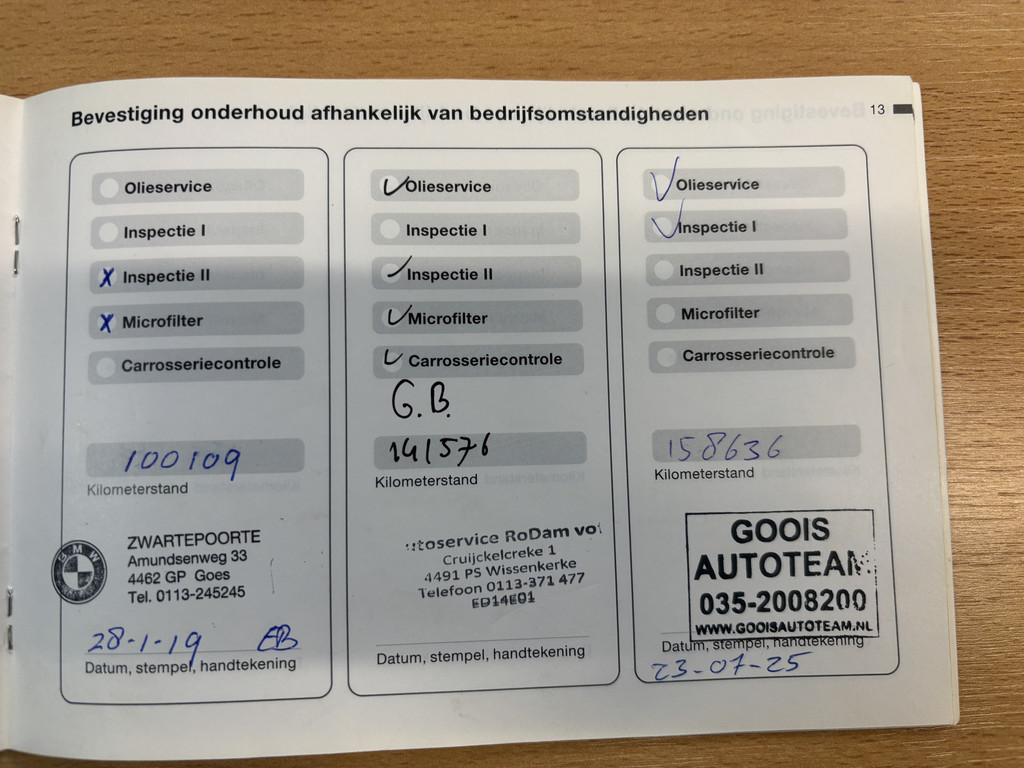 Bevestiging onderhoud afhankelijk van bedrijfsomstandigheden
13
Olieservice
Inspectie I
X Inspectie II
X Microfilter
Carrosseriecontrole
100109
Kilometerstand
BMW
ZWARTEPOORTE
Amundsenweg 33
4462 GP Goes
Tel. 0113-245245
28-1-19 EB
Datum, stempel, handtekening
✓ Olieservice
Inspectie I
✓ Inspectie II
✓ Microfilter
✓ Carrosseriecontrole
G.B.
141576
Kilometerstand
RoDam
Cruijckelcreke 1
4491 PS Wissenkerke
Telefoon 0113-371 477
ED14E01
Datum, stempel, handtekening
✓ Olieservice
✓ Inspectie I
Inspectie II
Microfilter
Carrosseriecontrole
158636
Kilometerstand
GOOIS
AUTOTEAM
035-2008200
WWW.GOOISAUTOTEAM.NL
Datum, stempel, handtekening
23-07-25